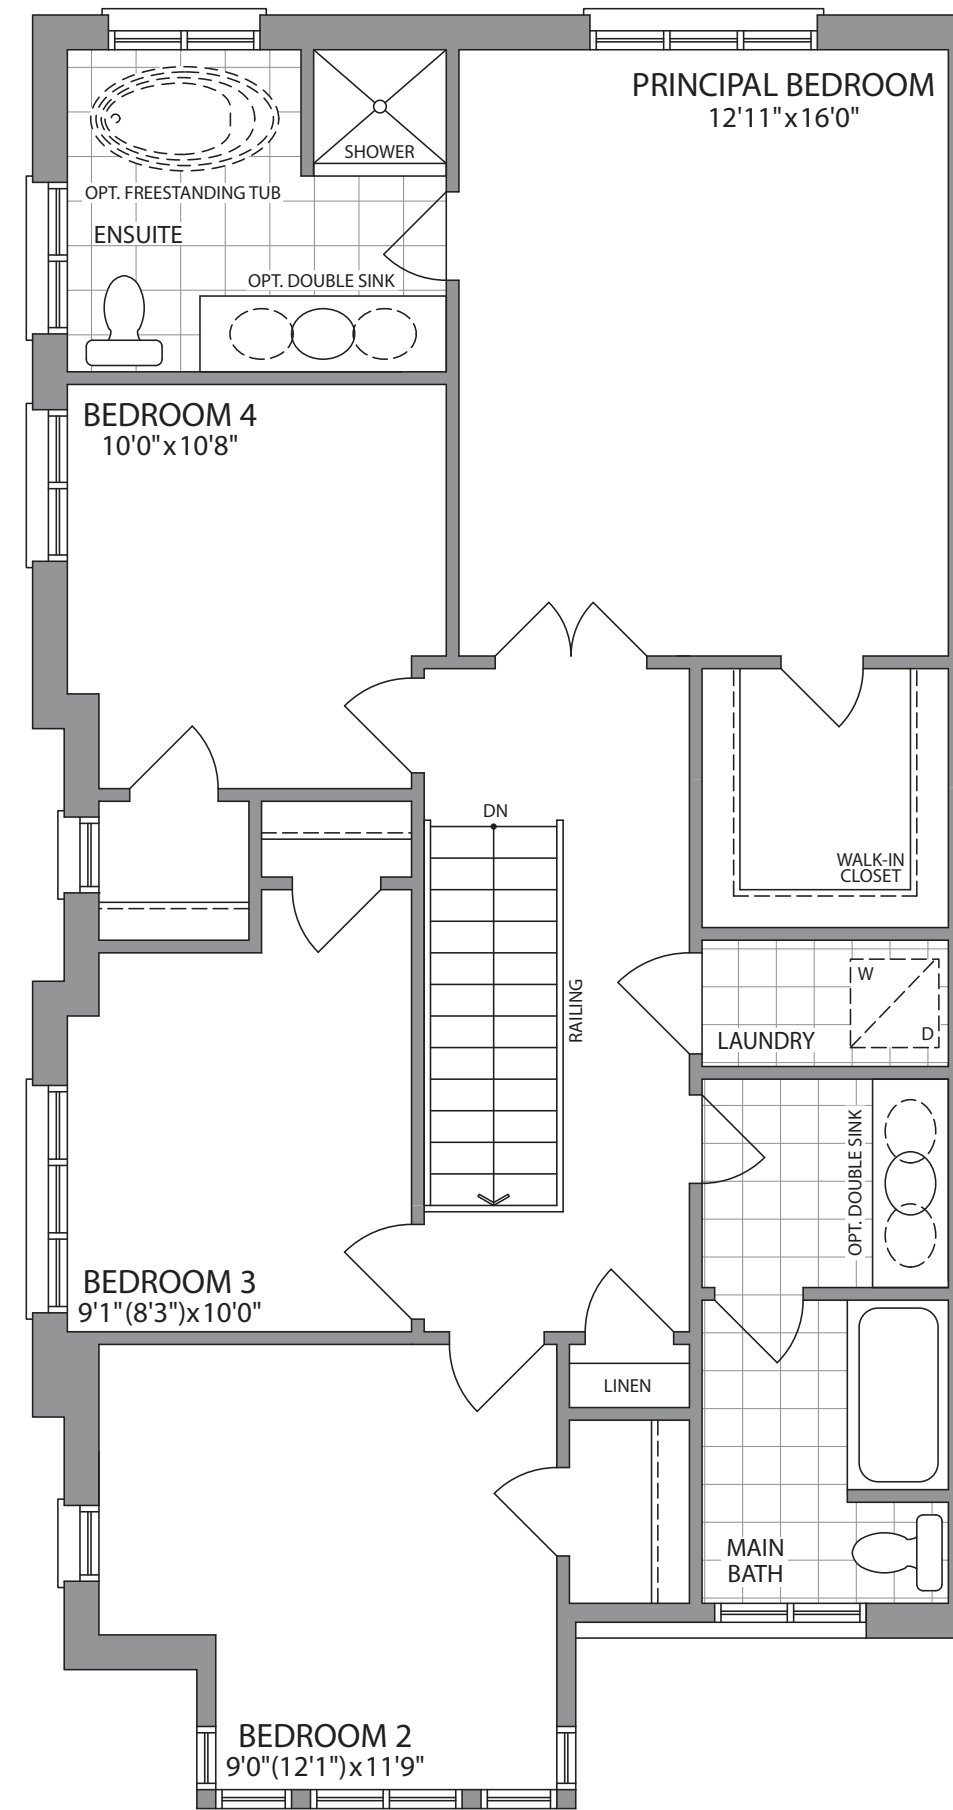 PRINCIPAL BEDROOM
12'11"x16'0"
SHOWER
OPT. FREESTANDING TUB
ENSUITE
OPT. DOUBLE SINK
BEDROOM 4
10'0"x10'8"
DN
WALK-IN
CLOSET
RAILING
W
D
LAUNDRY
OPT. DOUBLE SINK
BEDROOM 3
9'1"(8'3")x10'0"
LINEN
MAIN
BATH
BEDROOM 2
9'0"(12'1")x11'9"